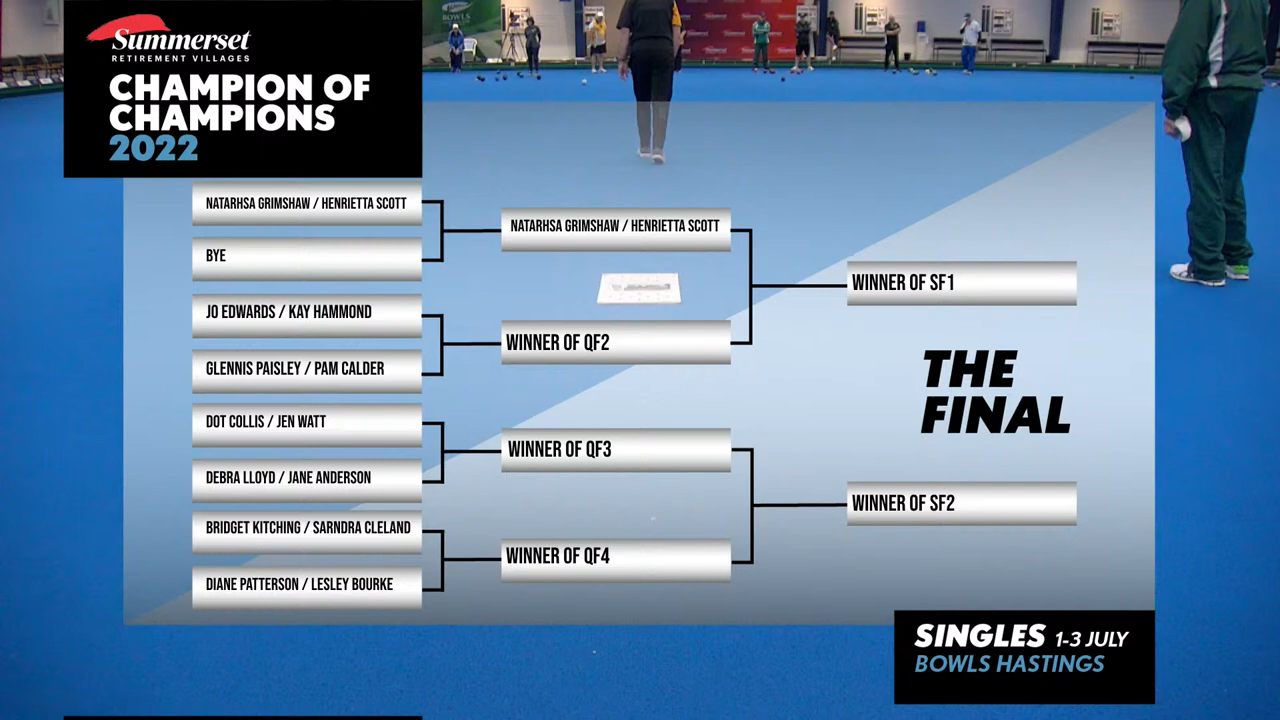 Summerset
RETIREMENT VILLAGES
CHAMPION OF
CHAMPIONS
2022
BOWLS
NATARHSA GRIMSHAW / HENRIETTA SCOTT
BYE
JO EDWARDS / KAY HAMMOND
GLENNIS PAISLEY / PAM CALDER
DOT COLLIS / JEN WATT
DEBRA LLOYD / JANE ANDERSON
BRIDGET KITCHING / SARNDRA CLELAND
DIANE PATTERSON / LESLEY BOURKE
NATARHSA GRIMSHAW / HENRIETTA SCOTT
WINNER OF QF2
WINNER OF QF3
WINNER OF QF4
WINNER OF SF1
THE
FINAL
WINNER OF SF2
SINGLES 1-3 JULY
BOWLS HASTINGS